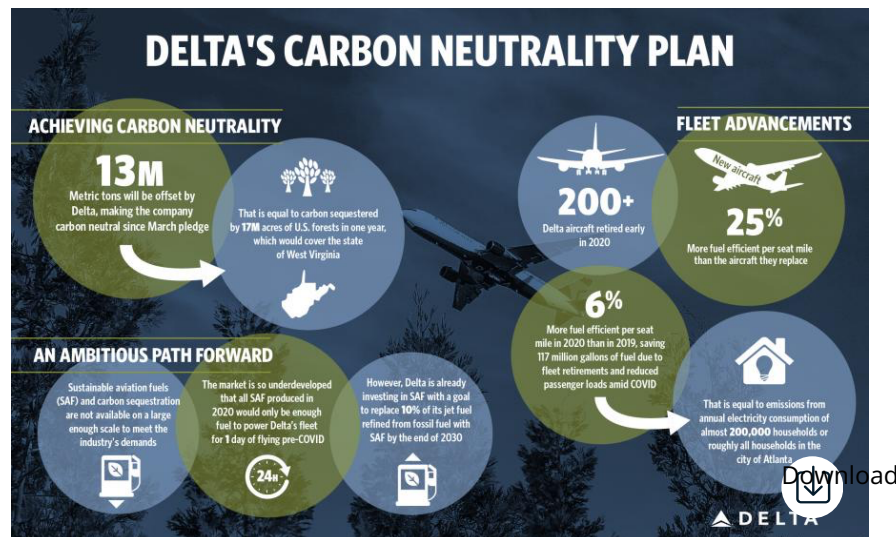 DELTA'S CARBON NEUTRALITY PLAN
ACHIEVING CARBON NEUTRALITY
13M
Metric tons will be offset by
Delta, making the company
carbon neutral since March pledge
That is equal to carbon sequestered
by 17M acres of U.S. forests in one year,
which would cover the state
of West Virginia
FLEET ADVANCEMENTS
200+
Delta aircraft retired early
in 2020
New aircraft
25%
More fuel efficient per seat mile
than the aircraft they replace
6%
More fuel efficient per seat
mile in 2020 than in 2019, saving
117 million gallons of fuel due to
fleet retirements and reduced
passenger loads amid COVID
That is equal to emissions from
annual electricity consumption of
almost 200,000 households or
roughly all households in the
city of Atlanta
AN AMBITIOUS PATH FORWARD
Sustainable aviation fuels
(SAF) and carbon sequestration
are not available on a large
enough scale to meet the
industry's demands
The market is so underdeveloped
that all SAF produced in
2020 would only be enough
fuel to power Delta's fleet
for 1 day of flying pre-COVID
24H
However, Delta is already
investing in SAF with a goal
to replace 10% of its jet fuel
refined from fossil fuel with
SAF by the end of 2030
Download
DELTA